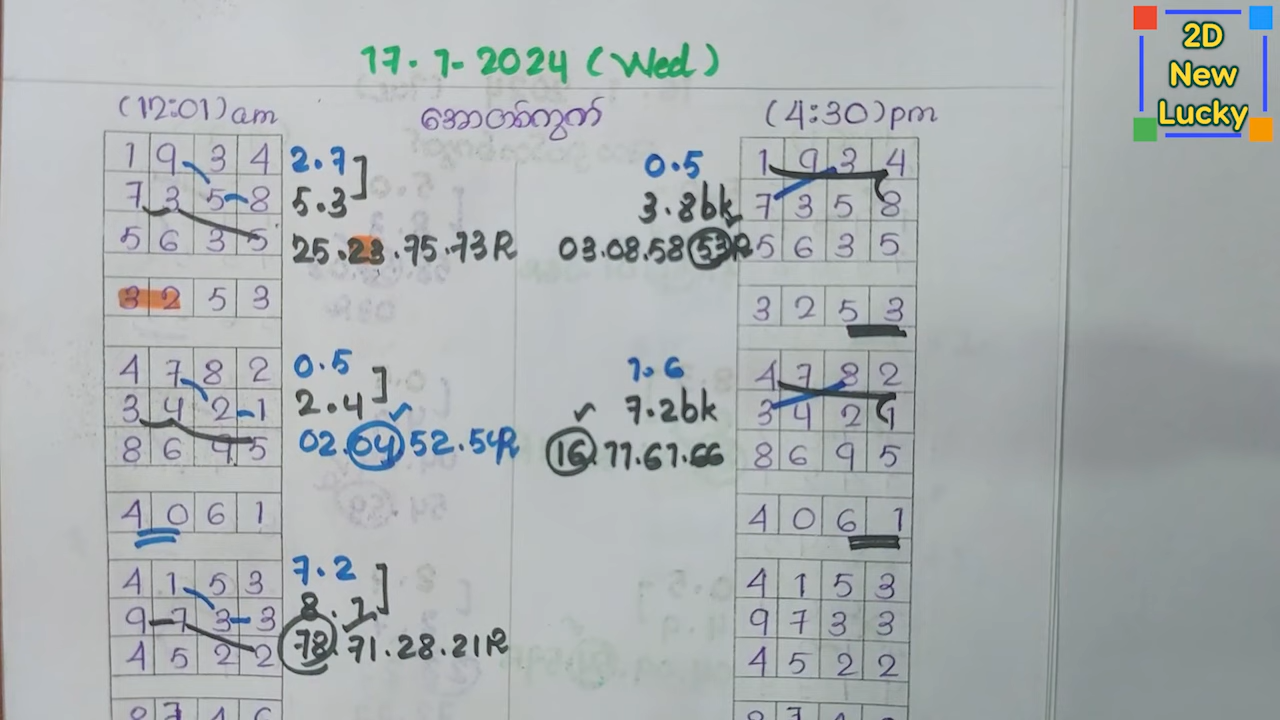 2D
New
Lucky
17.7-2024 (Wed)
(12:01)am အောတစ်ကွက် (4:30)pm
1 9 3 4 2.7 0.5 1 9 3 4
7 3 5 8 5.3 3.8bk 7 3 5 8
5 6 3 5 25.23.75.73R 03.08.58 53R 5 6 3 5
3 2 5 3 3 2 5 3
4 7 8 2 0.5 1.6 4 7 8 2
3 4 2 1 2.4 7.2bk 3 4 2 1
8 6 9 5 02.04 52.54R 16.77.67.66 8 6 9 5
4 0 6 1 4 0 6 1
4 1 5 3 7.2 4 1 5 3
9 7 3 3 8.1 9 7 3 3
4 5 2 2 78.71.28.21R 4 5 2 2